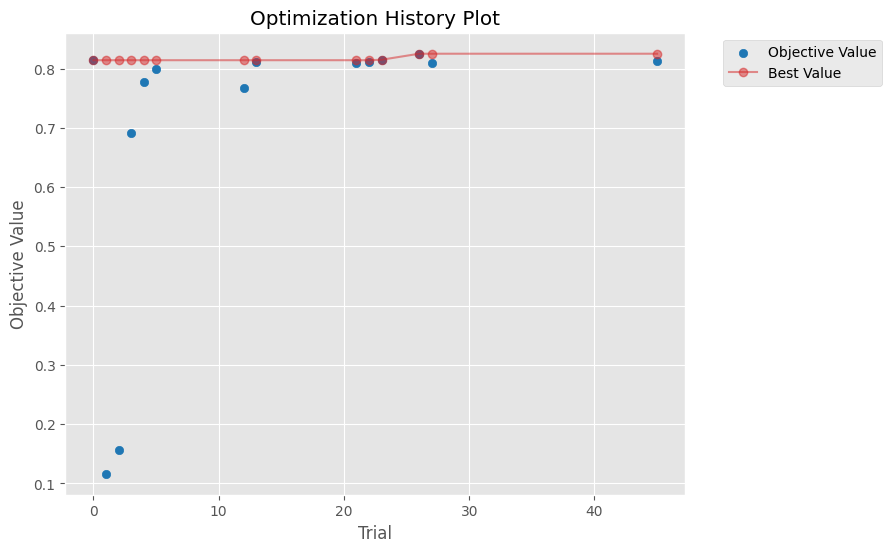 Optimization History Plot
Objective Value
Best Value
Objective Value
0.8
0.7
0.6
0.5
0.4
0.3
0.2
0.1
0 10 20 30 40
Trial